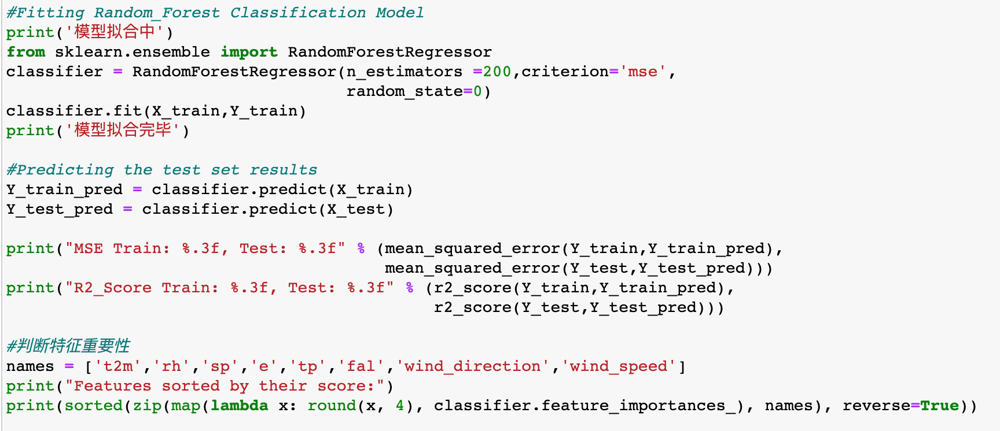 #Fitting Random_Forest Classification Model
print('模型拟合中')
from sklearn.ensemble import RandomForestRegressor
classifier = RandomForestRegressor(n_estimators =200,criterion='mse',
                                   random_state=0)
classifier.fit(X_train,Y_train)
print('模型拟合完毕')

#Predicting the test set results
Y_train_pred = classifier.predict(X_train)
Y_test_pred = classifier.predict(X_test)

print("MSE Train: %.3f, Test: %.3f" % (mean_squared_error(Y_train,Y_train_pred),
                                       mean_squared_error(Y_test,Y_test_pred)))
print("R2_Score Train: %.3f, Test: %.3f" % (r2_score(Y_train,Y_train_pred),
                                            r2_score(Y_test,Y_test_pred)))

#判断特征重要性
names = ['t2m','rh','sp','e','tp','fal','wind_direction','wind_speed']
print("Features sorted by their score:")
print(sorted(zip(map(lambda x: round(x, 4), classifier.feature_importances_), names), reverse=True))